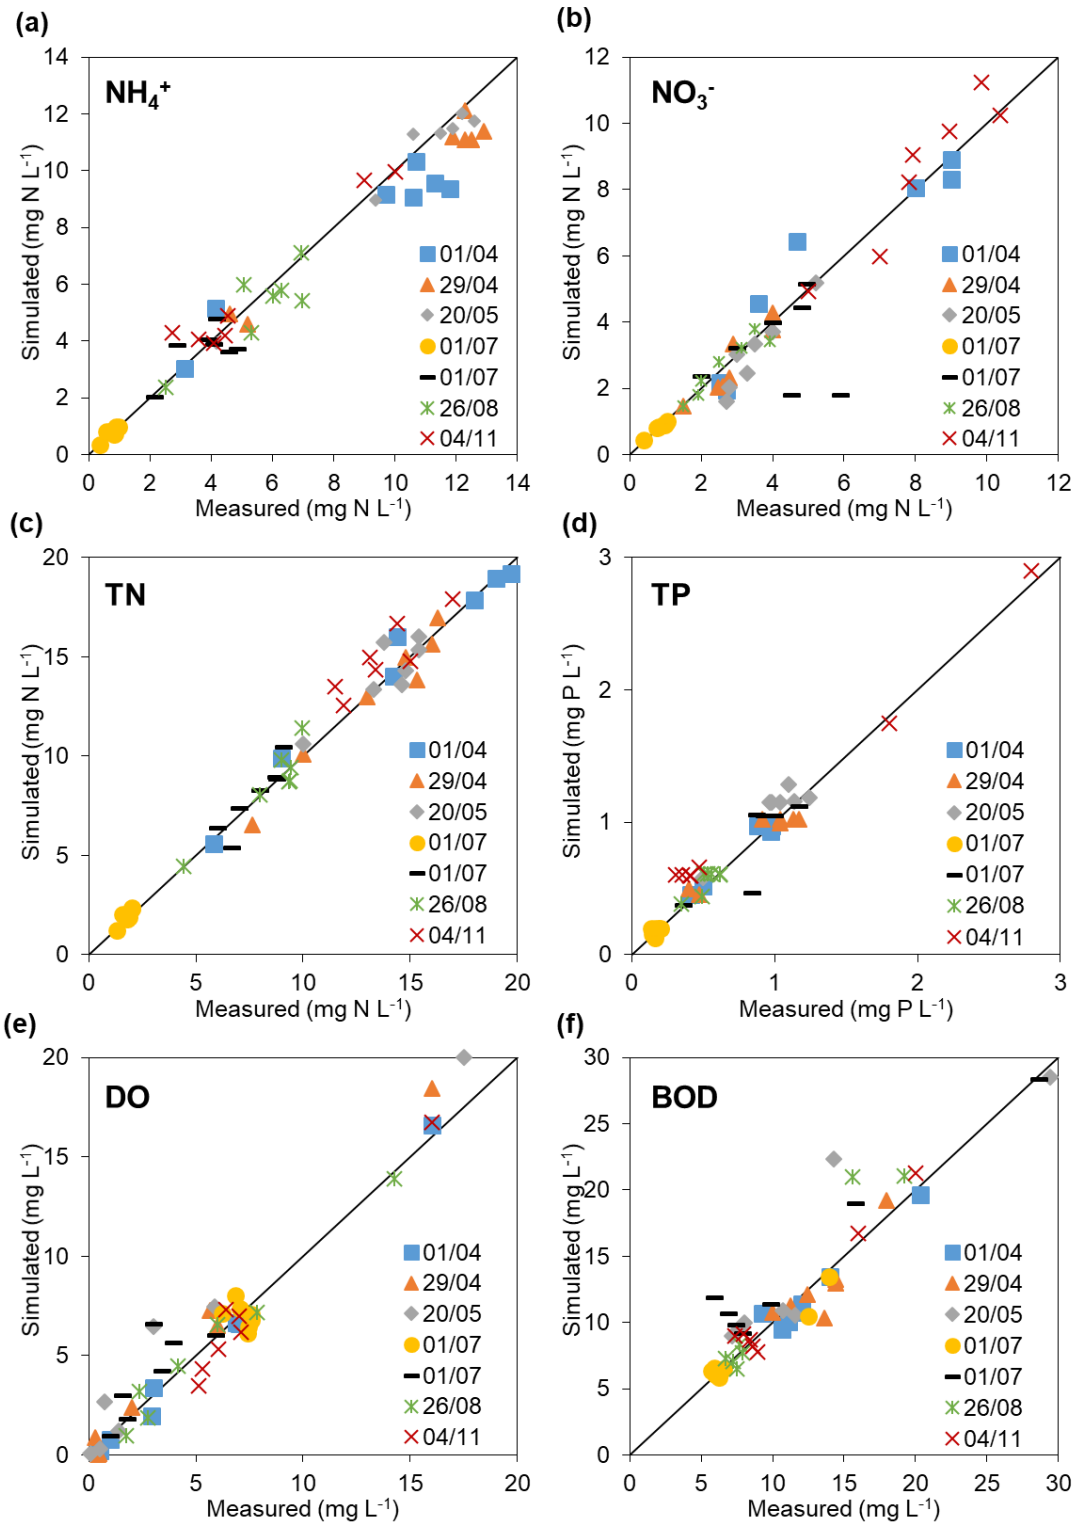 (a)
NH₄⁺
Simulated (mg N L⁻¹)
14
12
10
8
6
4
2
0
0 2 4 6 8 10 12 14
Measured (mg N L⁻¹)
01/04
29/04
20/05
01/07
01/07
26/08
04/11
(b)
NO₃⁻
Simulated (mg N L⁻¹)
12
10
8
6
4
2
0
0 2 4 6 8 10 12
Measured (mg N L⁻¹)
01/04
29/04
20/05
01/07
01/07
26/08
04/11
(c)
TN
Simulated (mg N L⁻¹)
20
15
10
5
0
0 5 10 15 20
Measured (mg N L⁻¹)
01/04
29/04
20/05
01/07
01/07
26/08
04/11
(d)
TP
Simulated (mg P L⁻¹)
3
2
1
0
0 1 2 3
Measured (mg P L⁻¹)
01/04
29/04
20/05
01/07
01/07
26/08
04/11
(e)
DO
Simulated (mg L⁻¹)
20
15
10
5
0
0 5 10 15 20
Measured (mg L⁻¹)
01/04
29/04
20/05
01/07
01/07
26/08
04/11
(f)
BOD
Simulated (mg L⁻¹)
30
25
20
15
10
5
0
0 5 10 15 20 25 30
Measured (mg L⁻¹)
01/04
29/04
20/05
01/07
01/07
26/08
04/11